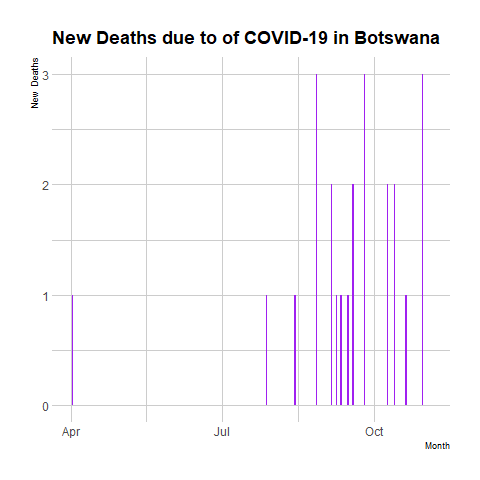 New Deaths due to of COVID-19 in Botswana
New Deaths
3
2
1
0
Apr
Jul
Oct
Month